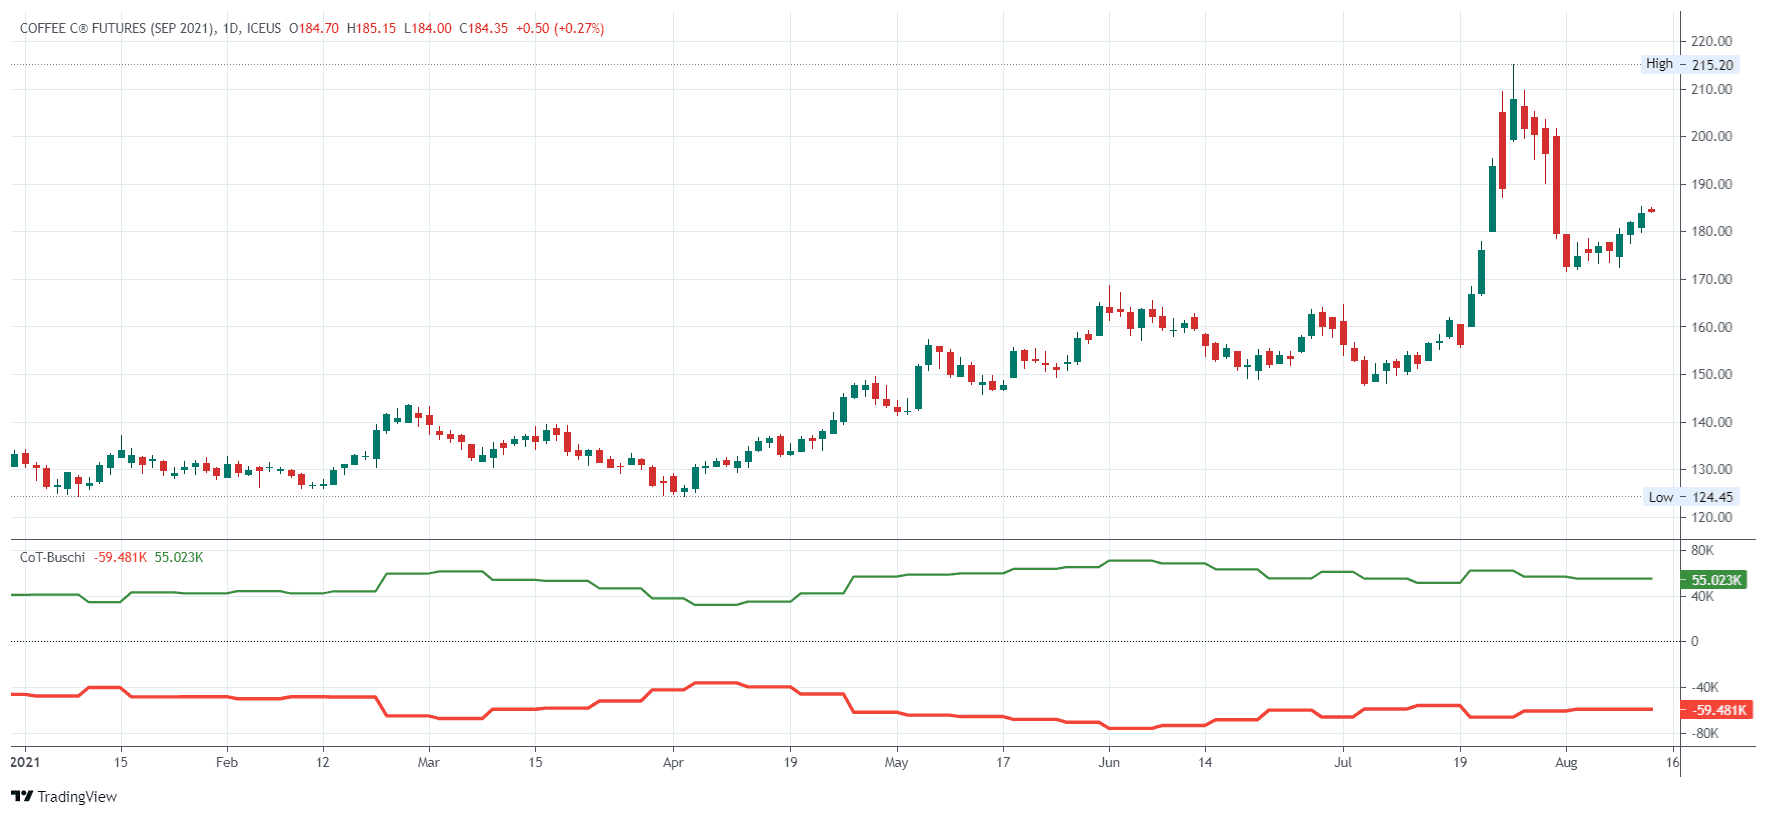 COFFEE C® FUTURES (SEP 2021), 1D, ICEUS O184.70 H185.15 L184.00 C184.35 +0.50 (+0.27%)
220.00
High 215.20
210.00
200.00
190.00
180.00
170.00
160.00
150.00
140.00
130.00
Low 124.45
120.00
CoT-Buschi -59.481K 55.023K
80K
55.023K
40K
0
-40K
-59.481K
-80K
2021 15 Feb 12 Mar 15 Apr 19 May 17 Jun 14 Jul 19 Aug 16
TradingView